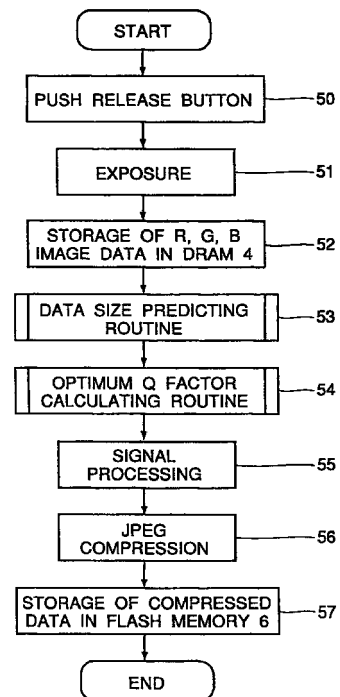 START
PUSH RELEASE BUTTON
50
EXPOSURE
51
STORAGE OF R, G, B
IMAGE DATA IN DRAM 4
52
DATA SIZE PREDICTING
ROUTINE
53
OPTIMUM Q FACTOR
CALCULATING ROUTINE
54
SIGNAL
PROCESSING
55
JPEG
COMPRESSION
56
STORAGE OF COMPRESSED
DATA IN FLASH MEMORY 6
57
END